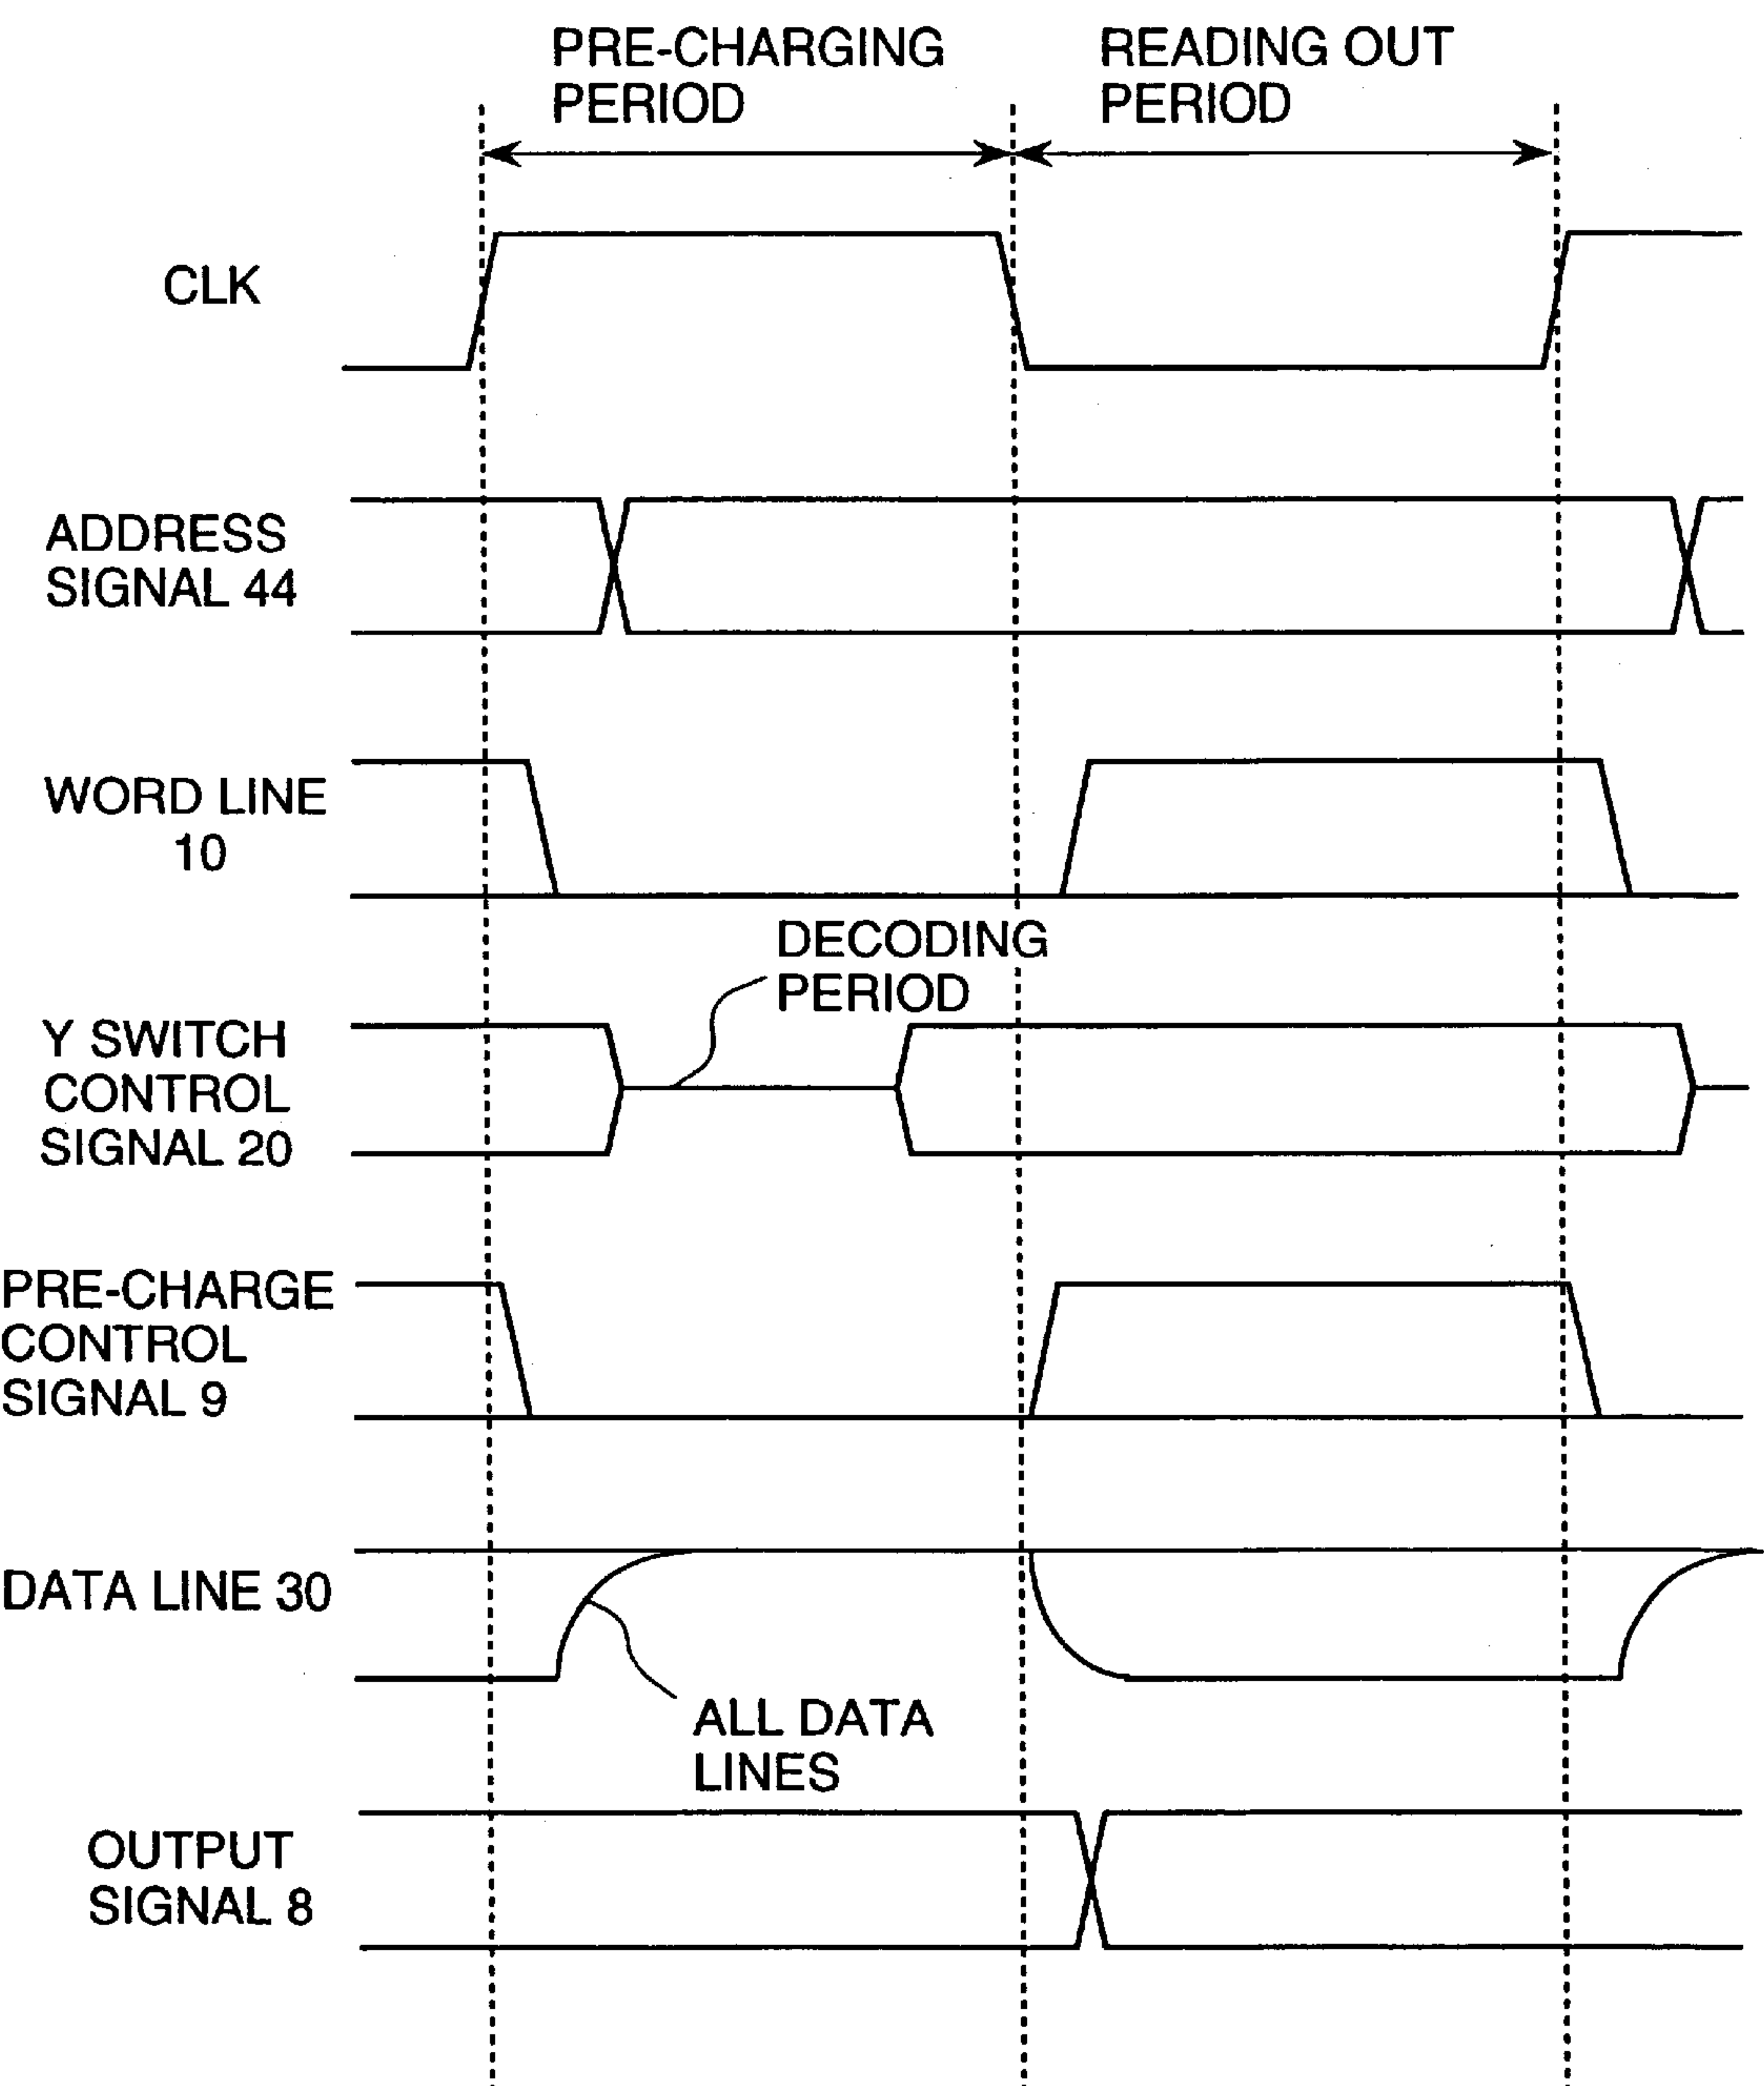 PRE-CHARGING
PERIOD
READING OUT
PERIOD
CLK
ADDRESS
SIGNAL 44
WORD LINE
10
DECODING
PERIOD
Y SWITCH
CONTROL
SIGNAL 20
PRE-CHARGE
CONTROL
SIGNAL 9
DATA LINE 30
ALL DATA
LINES
OUTPUT
SIGNAL 8